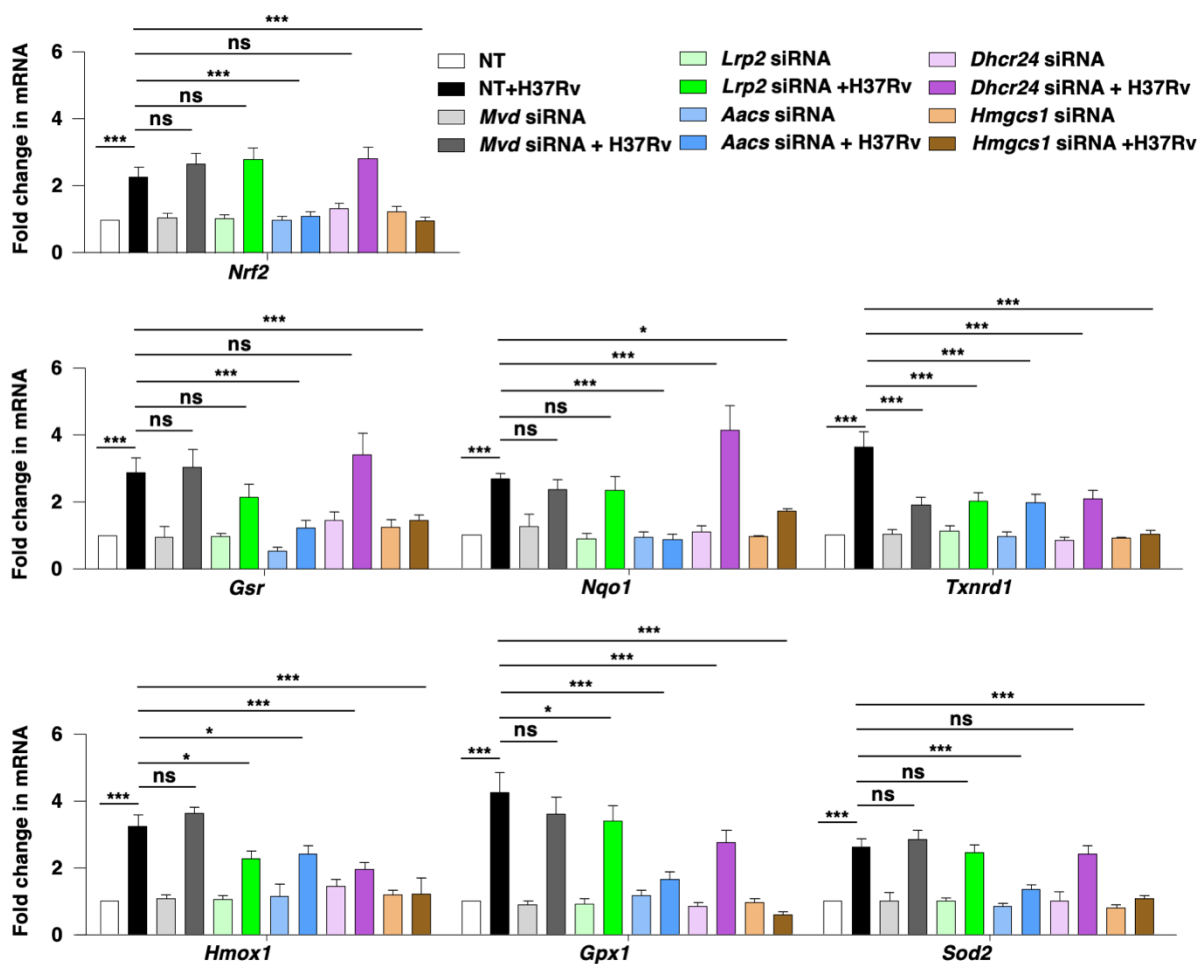 ***
ns
***
ns
ns
***
Fold change in mRNA
6
4
2
0
Nrf2
NT
NT+H37Rv
Mvd siRNA
Mvd siRNA + H37Rv
Lrp2 siRNA
Lrp2 siRNA +H37Rv
Aacs siRNA
Aacs siRNA + H37Rv
Dhcr24 siRNA
Dhcr24 siRNA + H37Rv
Hmgcs1 siRNA
Hmgcs1 siRNA +H37Rv
***
ns
***
ns
ns
***
Fold change in mRNA
6
4
2
0
Gsr
*
***
***
ns
ns
***
Nqo1
***
***
***
***
***
***
Txnrd1
***
***
*
*
ns
***
Fold change in mRNA
6
4
2
0
Hmox1
***
***
***
*
ns
***
Gpx1
***
ns
***
ns
ns
***
Sod2